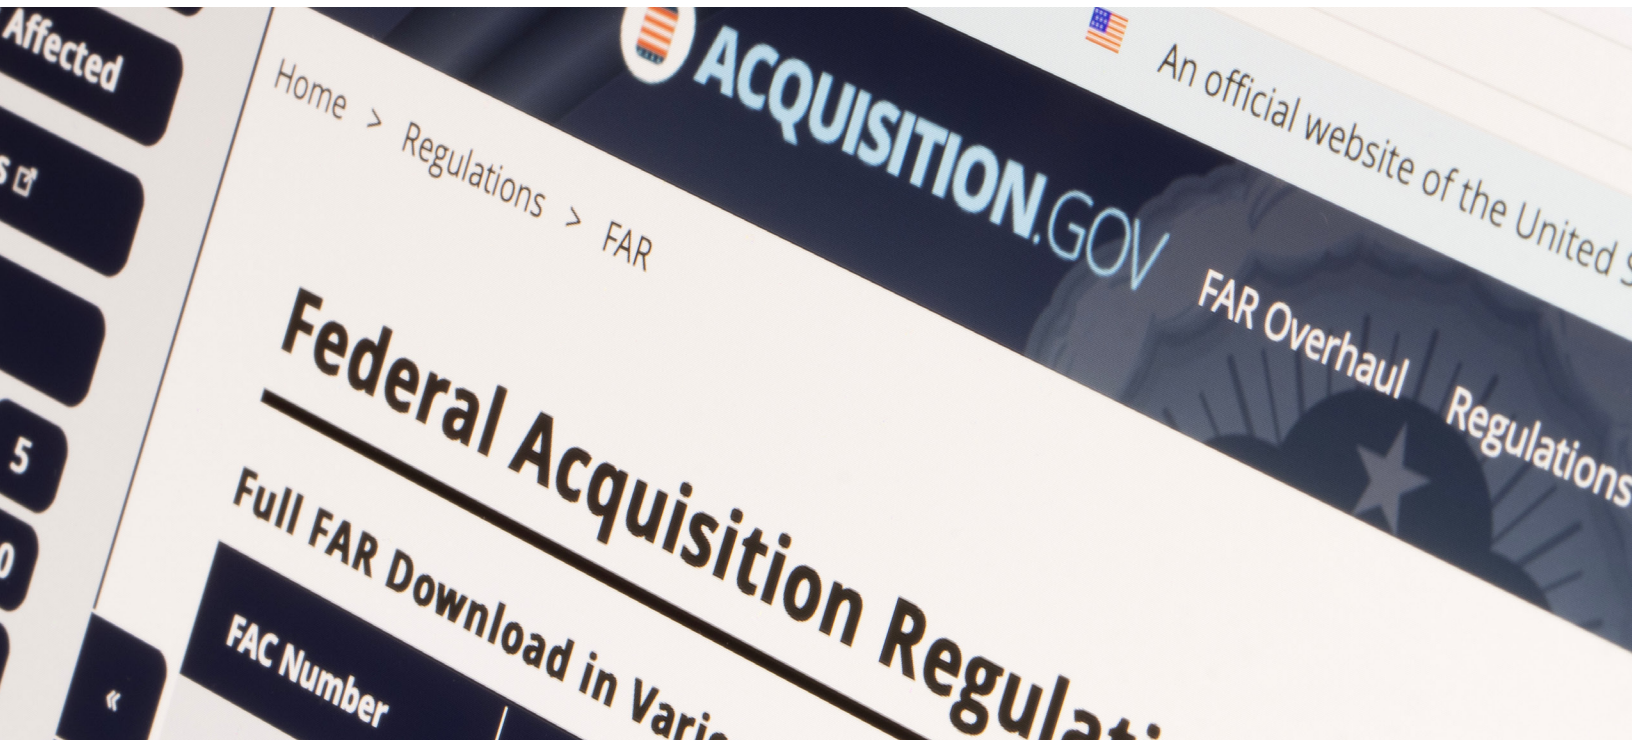 An official website of the United
ACQUISITION.GOV
FAR Overhaul
Regulations
Affected
Home > Regulations > FAR
Federal Acquisition Regulati
Full FAR Download in Vario
FAC Number
5
0
«